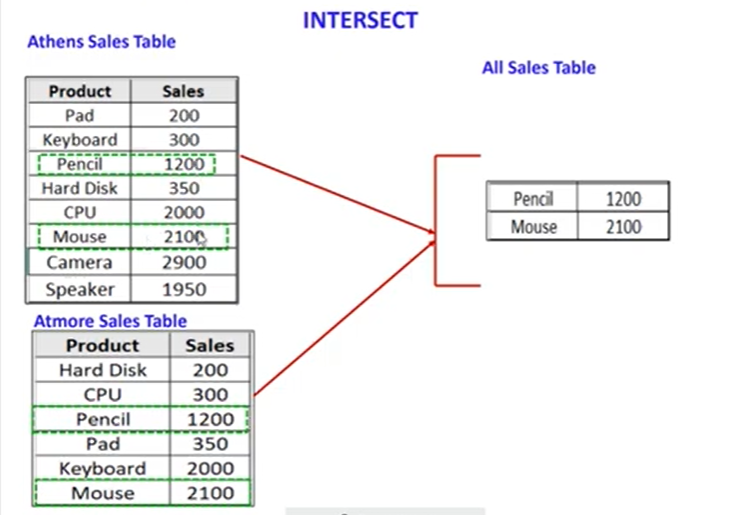 INTERSECT
Athens Sales Table
Product Sales
Pad 200
Keyboard 300
Pencil 1200
Hard Disk 350
CPU 2000
Mouse 2100
Camera 2900
Speaker 1950
Atmore Sales Table
Product Sales
Hard Disk 200
CPU 300
Pencil 1200
Pad 350
Keyboard 2000
Mouse 2100
All Sales Table
Pencil 1200
Mouse 2100